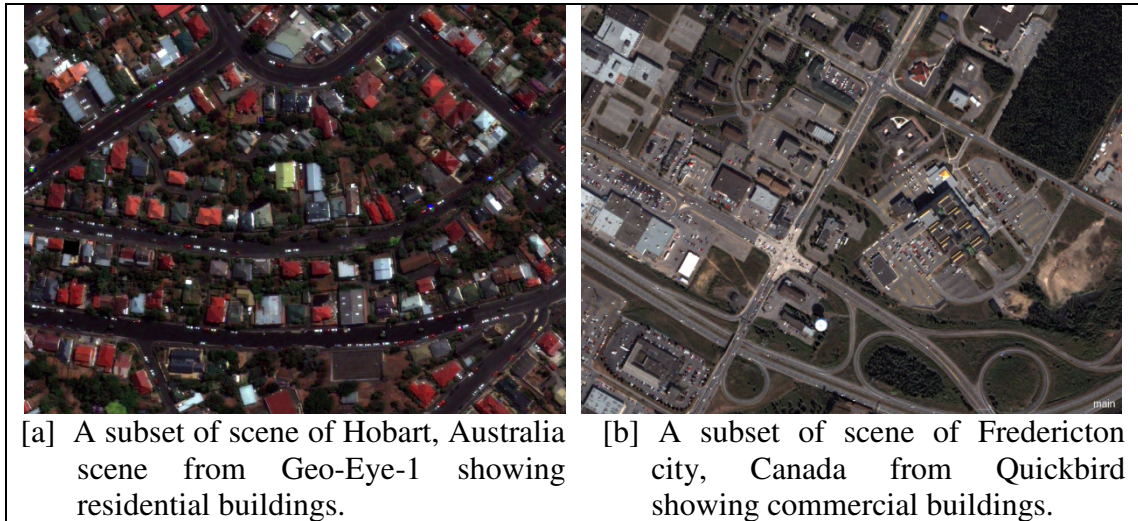 main
[a] A subset of scene of Hobart, Australia
scene from Geo-Eye-1 showing
residential buildings.
[b] A subset of scene of Fredericton
city, Canada from Quickbird
showing commercial buildings.